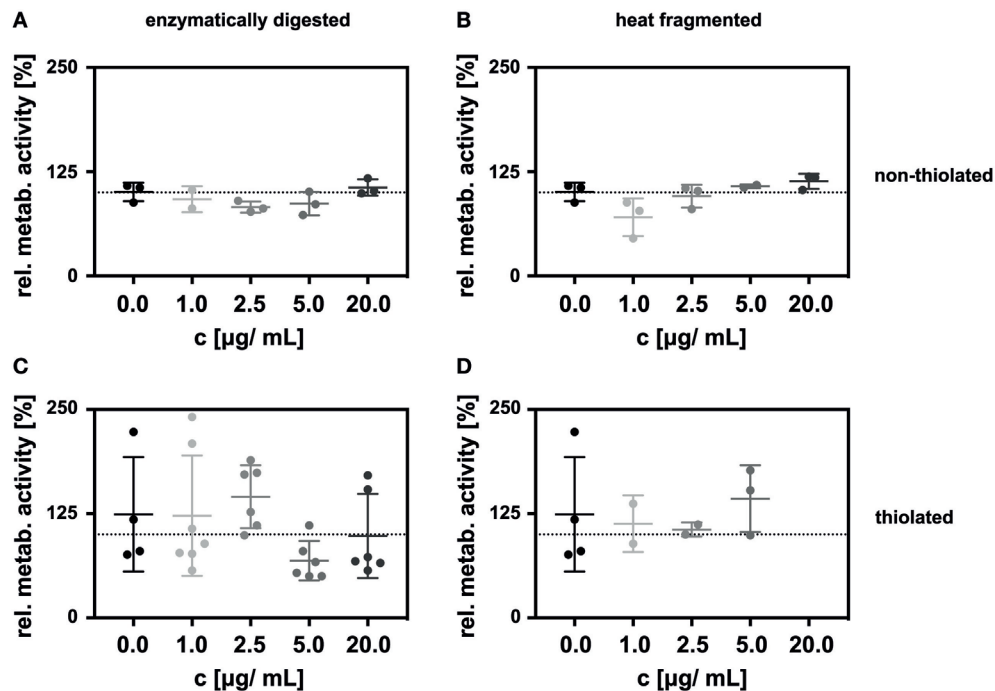 A enzymatically digested B heat fragmented
rel. metab. activity [%]
250
125
0
0.0 1.0 2.5 5.0 20.0
c [µg/ mL]
rel. metab. activity [%]
250
125
0
0.0 1.0 2.5 5.0 20.0
c [µg/ mL]
non-thiolated
C
rel. metab. activity [%]
250
125
0
0.0 1.0 2.5 5.0 20.0
c [µg/ mL]
D
rel. metab. activity [%]
250
125
0
0.0 1.0 2.5 5.0 20.0
c [µg/ mL]
thiolated